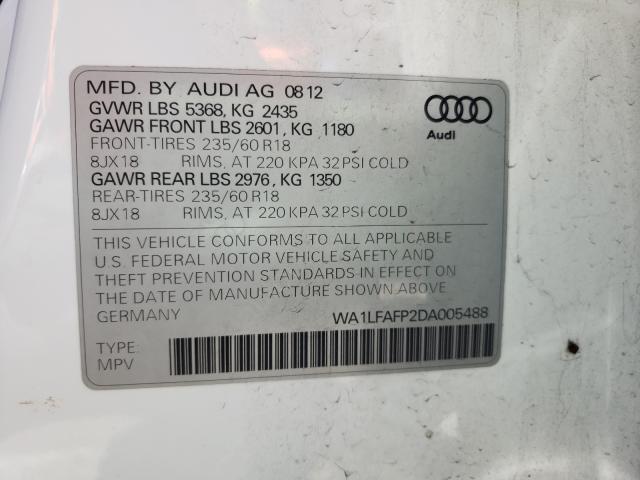 MFD. BY AUDI AG 08 12
GVWR LBS 5368, KG 2435
GAWR FRONT LBS 2601, KG 1180
FRONT-TIRES 235/60 R18
8JX18 RIMS, AT 220 KPA 32 PSI COLD
GAWR REAR LBS 2976, KG 1350
REAR-TIRES 235/60 R18
8JX18 RIMS, AT 220 KPA 32 PSI COLD
Audi
THIS VEHICLE CONFORMS TO ALL APPLICABLE
U.S. FEDERAL MOTOR VEHICLE SAFETY AND
THEFT PREVENTION STANDARDS IN EFFECT ON
THE DATE OF MANUFACTURE SHOWN ABOVE
GERMANY WA1LFAFP2DA005488
TYPE:
MPV